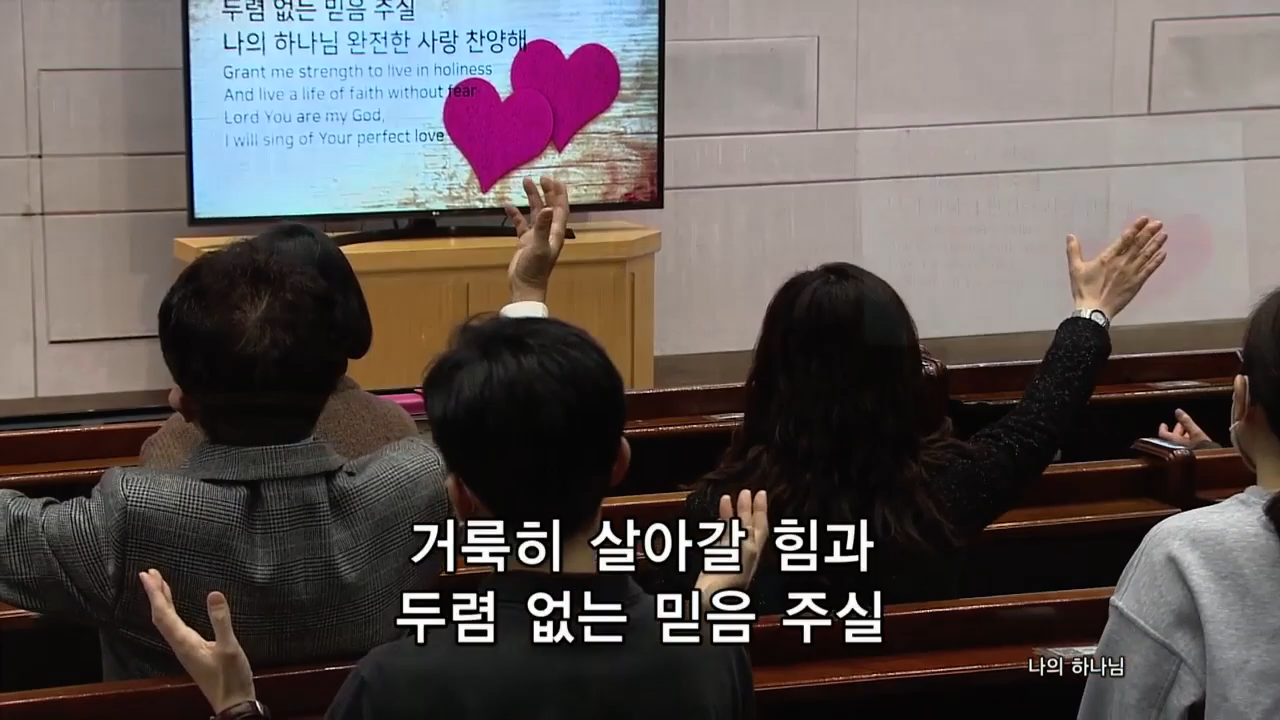 두렴 없는 믿음 주실
나의 하나님 완전한 사랑 찬양해
Grant me strength to live in holiness
And live a life of faith without fear
Lord You are my God,
I will sing of Your perfect love
거룩히 살아갈 힘과
두렴 없는 믿음 주실
나의 하나님